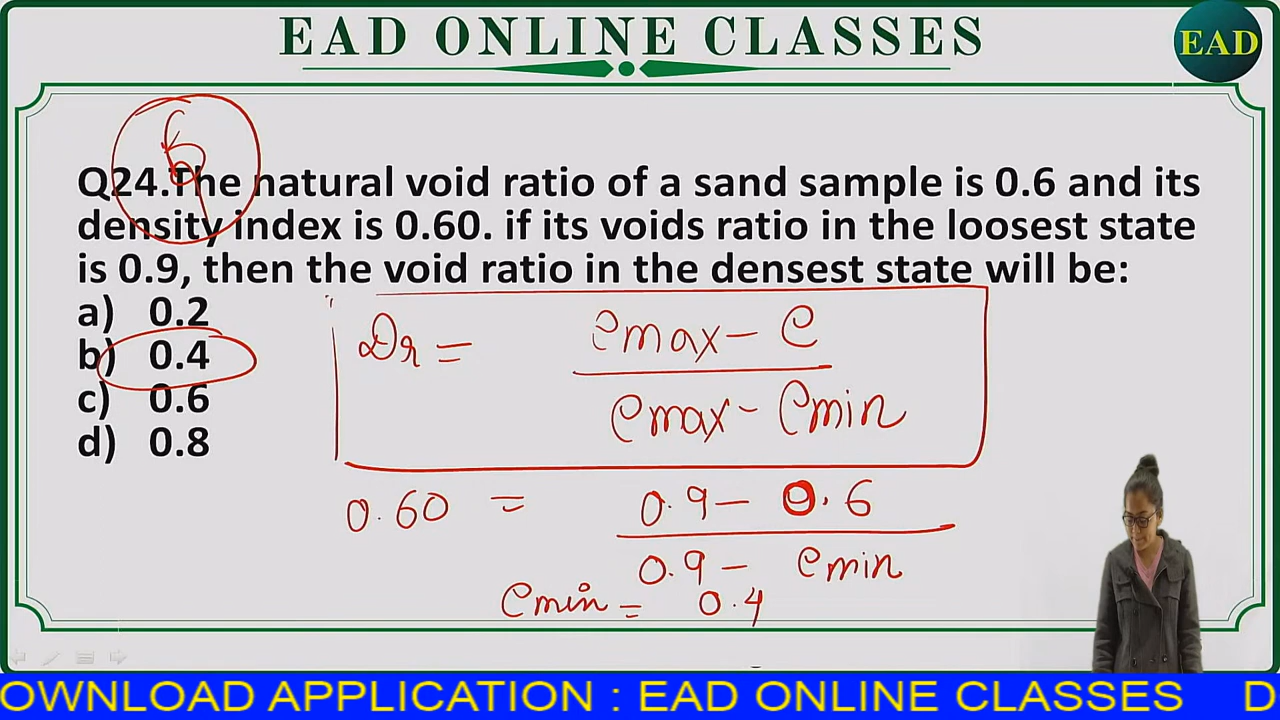 EAD ONLINE CLASSES
EAD
Q24.The natural void ratio of a sand sample is 0.6 and its
density index is 0.60. if its voids ratio in the loosest state
is 0.9, then the void ratio in the densest state will be:
a) 0.2
b) 0.4
c) 0.6
d) 0.8
Dr = emax - e
emax - emin
0.60 = 0.9 - 0.6
0.9 - emin
emin = 0.4
OWNLOAD APPLICATION : EAD ONLINE CLASSES D